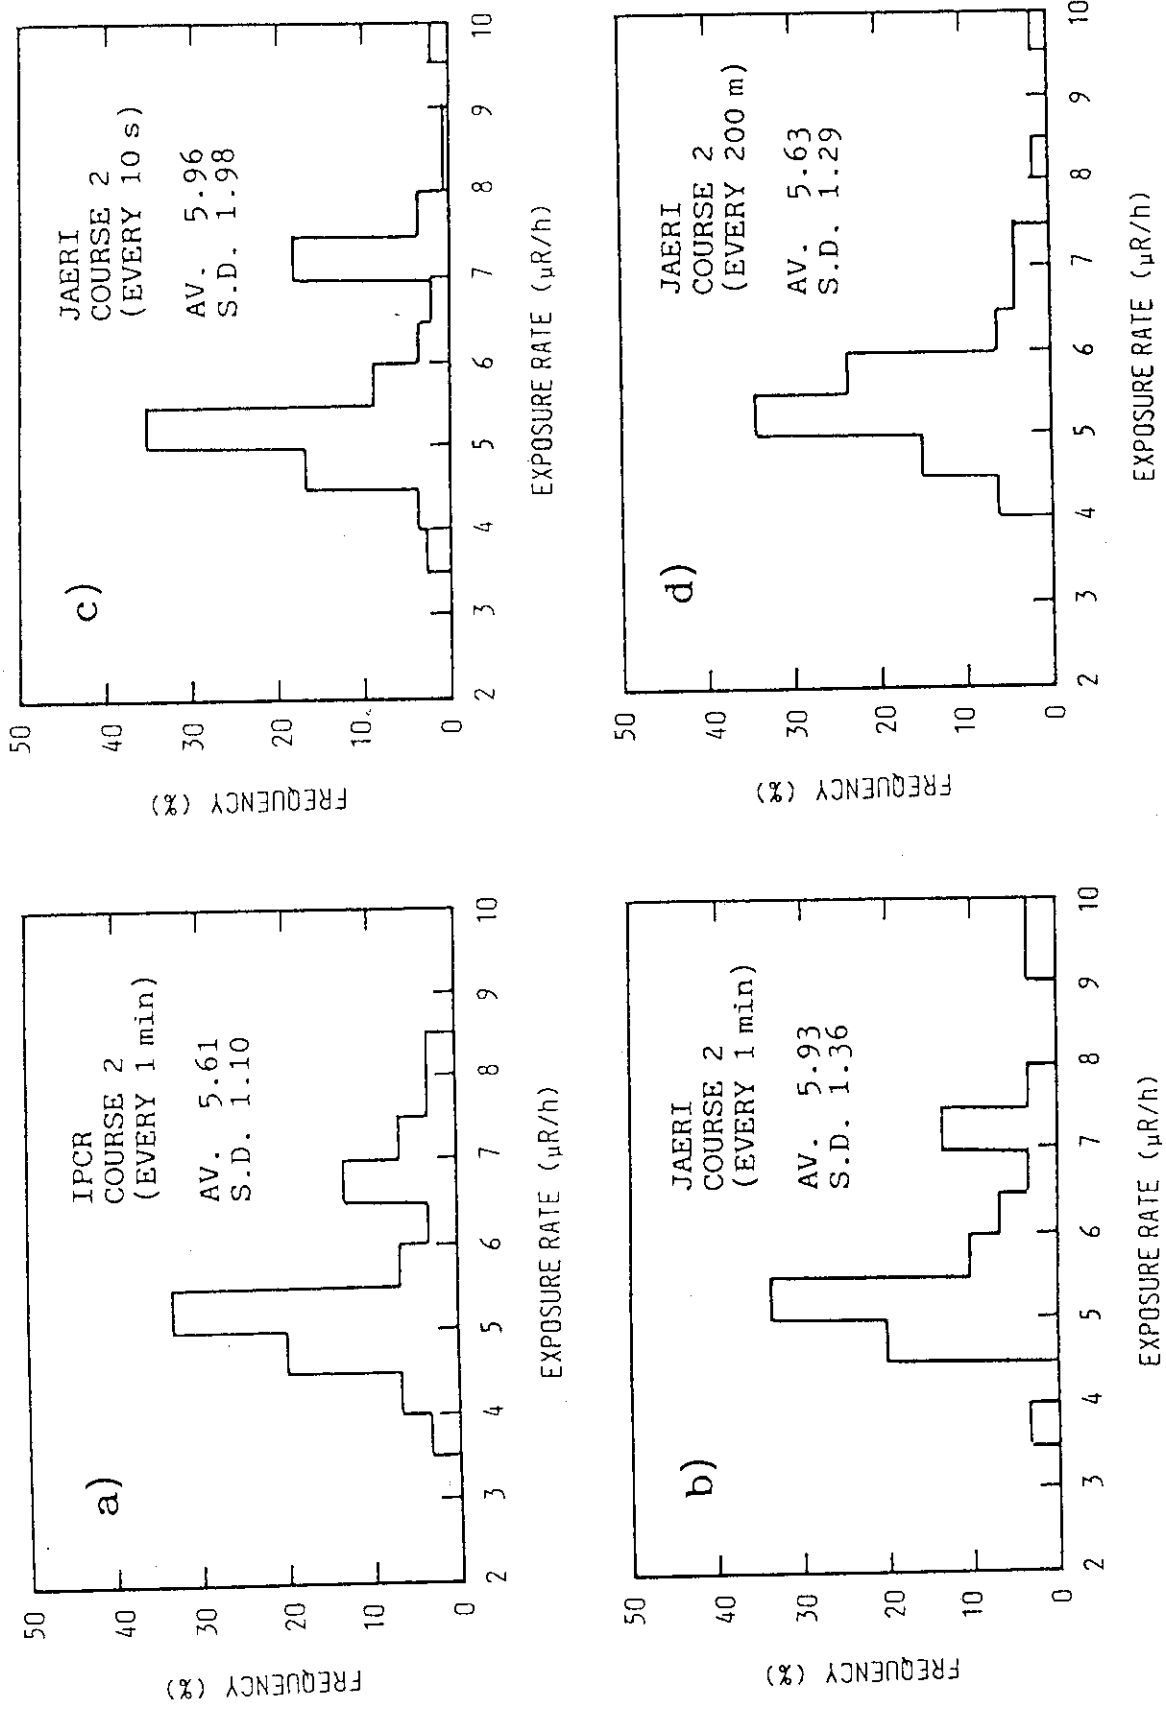 a)
IPCR
COURSE 2
(EVERY 1 min)
AV. 5.61
S.D. 1.10
50
40
30
20
10
0
FREQUENCY (%)
2 3 4 5 6 7 8 9 10
EXPOSURE RATE (μR/h)
c)
JAERI
COURSE 2
(EVERY 10 s)
AV. 5.96
S.D. 1.98
50
40
30
20
10
0
FREQUENCY (%)
2 3 4 5 6 7 8 9 10
EXPOSURE RATE (μR/h)
b)
JAERI
COURSE 2
(EVERY 1 min)
AV. 5.93
S.D. 1.36
50
40
30
20
10
0
FREQUENCY (%)
2 3 4 5 6 7 8 9 10
EXPOSURE RATE (μR/h)
d)
JAERI
COURSE 2
(EVERY 200 m)
AV. 5.63
S.D. 1.29
50
40
30
20
10
0
FREQUENCY (%)
2 3 4 5 6 7 8 9 10
EXPOSURE RATE (μR/h)